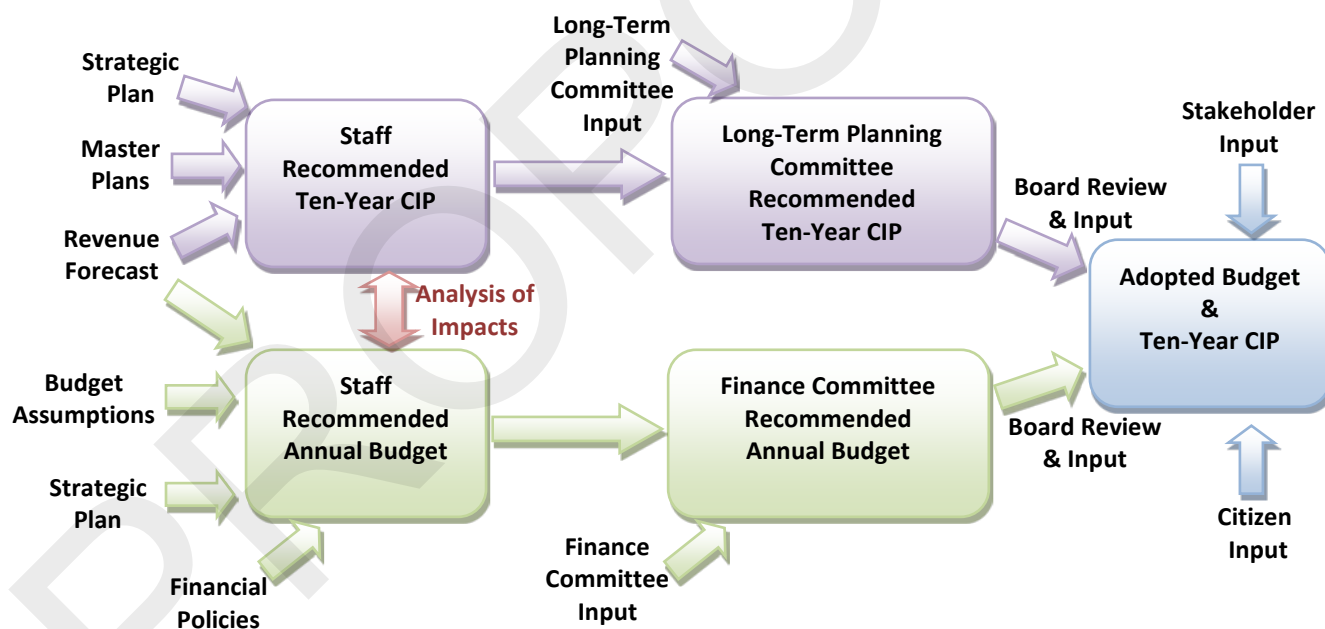 Strategic
Plan
Master
Plans
Revenue
Forecast
Staff
Recommended
Ten-Year CIP
Long-Term
Planning
Committee
Input
Long-Term Planning
Committee
Recommended
Ten-Year CIP
Board Review
& Input
Stakeholder
Input
Adopted Budget
&
Ten-Year CIP
Analysis of
Impacts
Budget
Assumptions
Strategic
Plan
Financial
Policies
Staff
Recommended
Annual Budget
Finance
Committee
Input
Finance Committee
Recommended
Annual Budget
Board Review
& Input
Citizen
Input
PROPO